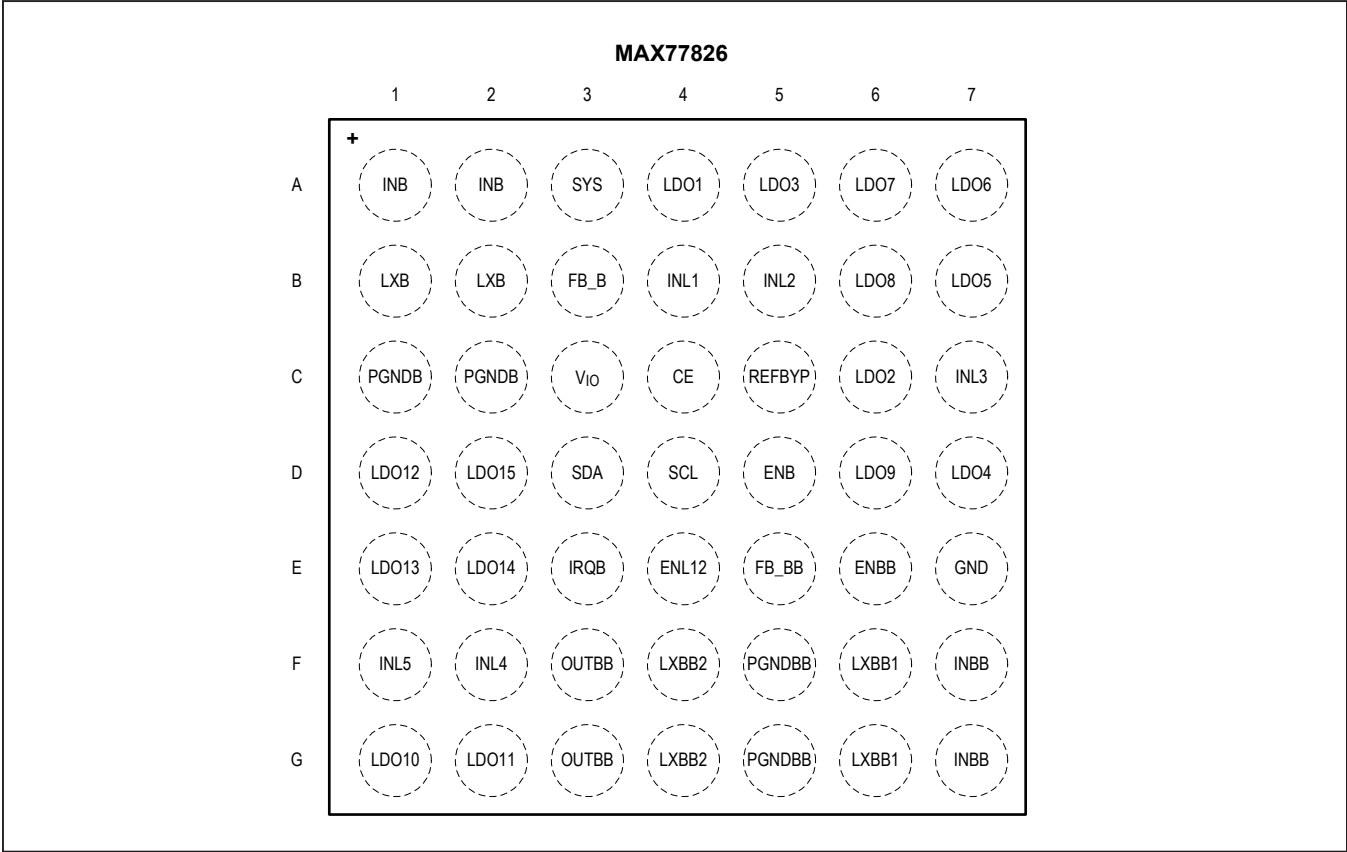 MAX77826
1 2 3 4 5 6 7
+
A INB INB SYS LDO1 LDO3 LDO7 LDO6
B LXB LXB FB_B INL1 INL2 LDO8 LDO5
C PGNDB PGNDB VIO CE REFBYP LDO2 INL3
D LDO12 LDO15 SDA SCL ENB LDO9 LDO4
E LDO13 LDO14 IRQB ENL12 FB_BB ENBB GND
F INL5 INL4 OUTBB LXBB2 PGNDBB LXBB1 INBB
G LDO10 LDO11 OUTBB LXBB2 PGNDBB LXBB1 INBB